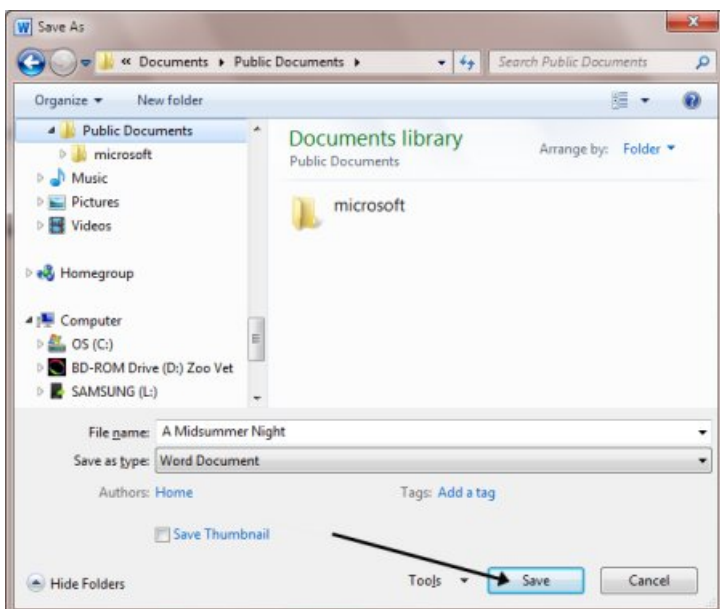 Save As
« Documents Public Documents
Search Public Documents
Organize New folder
Public Documents
microsoft
Music
Pictures
Videos
Homegroup
Computer
OS (C:)
BD-ROM Drive (D:) Zoo Vet
SAMSUNG (L:)
Documents library
Public Documents
Arrange by: Folder
microsoft
File name: A Midsummer Night
Save as type: Word Document
Authors: Home Tags: Add a tag
Save Thumbnail
Hide Folders Tools Save Cancel